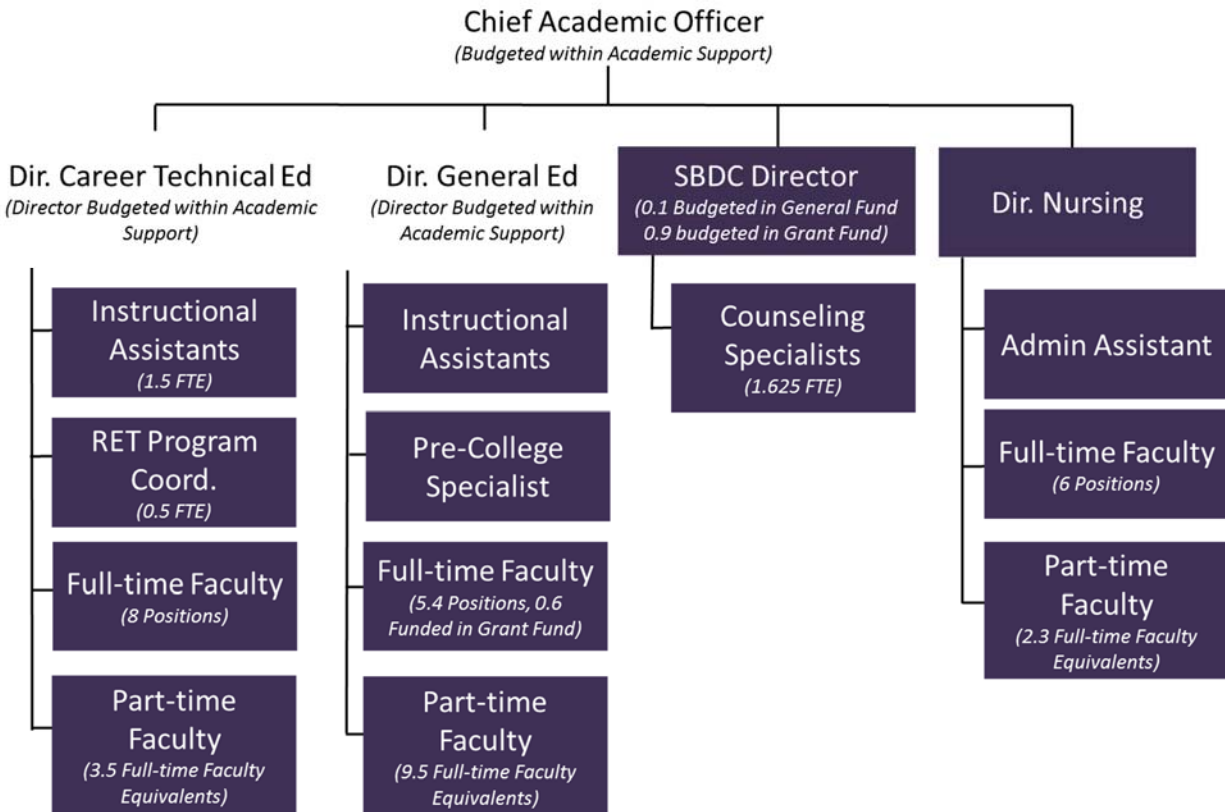 Chief Academic Officer
(Budgeted within Academic Support)
Dir. Career Technical Ed
(Director Budgeted within Academic
Support)
Instructional
Assistants
(1.5 FTE)
RET Program
Coord.
(0.5 FTE)
Full-time Faculty
(8 Positions)
Part-time
Faculty
(3.5 Full-time Faculty
Equivalents)
Dir. General Ed
(Director Budgeted within
Academic Support)
Instructional
Assistants
Pre-College
Specialist
Full-time Faculty
(5.4 Positions, 0.6
Funded in Grant Fund)
Part-time
Faculty
(9.5 Full-time Faculty
Equivalents)
SBDC Director
(0.1 Budgeted in General Fund
0.9 budgeted in Grant Fund)
Counseling
Specialists
(1.625 FTE)
Dir. Nursing
Admin Assistant
Full-time Faculty
(6 Positions)
Part-time
Faculty
(2.3 Full-time Faculty
Equivalents)